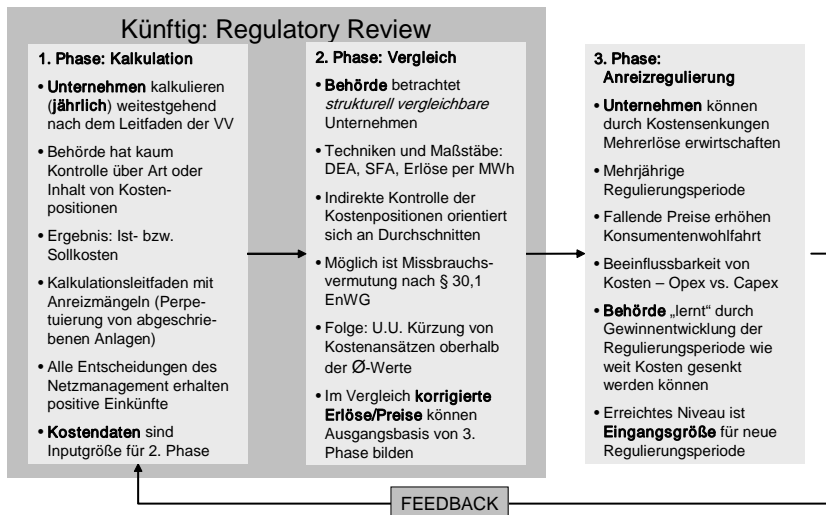 Künftig: Regulatory Review
1. Phase: Kalkulation
• Unternehmen kalkulieren
(jährlich) weitestgehend
nach dem Leitfaden der VV
• Behörde hat kaum
Kontrolle über Art oder
Inhalt von Kosten-
positionen
• Ergebnis: Ist- bzw.
Sollkosten
• Kalkulationsleitfaden mit
Anreizmängeln (Perpe-
tuierung von abgeschrie-
benen Anlagen)
• Alle Entscheidungen des
Netzmanagement erhalten
positive Einkünfte
• Kostendaten sind
Inputgröße für 2. Phase
2. Phase: Vergleich
• Behörde betrachtet
strukturell vergleichbare
Unternehmen
• Techniken und Maßstäbe:
DEA, SFA, Erlöse per MWh
• Indirekte Kontrolle der
Kostenpositionen orientiert
sich an Durchschnitten
• Möglich ist Missbrauchs-
vermutung nach § 30,1
EnWG
• Folge: U.U. Kürzung von
Kostenansätzen oberhalb
der Ø-Werte
• Im Vergleich korrigierte
Erlöse/Preise können
Ausgangsbasis von 3.
Phase bilden
3. Phase:
Anreizregulierung
• Unternehmen können
durch Kostensenkungen
Mehrerlöse erwirtschaften
• Mehrjährige
Regulierungsperiode
• Fallende Preise erhöhen
Konsumentenwohlfahrt
• Beeinflussbarkeit von
Kosten – Opex vs. Capex
• Behörde „lernt" durch
Gewinnentwicklung der
Regulierungsperiode wie
weit Kosten gesenkt
werden können
• Erreichtes Niveau ist
Eingangsgröße für neue
Regulierungsperiode
FEEDBACK